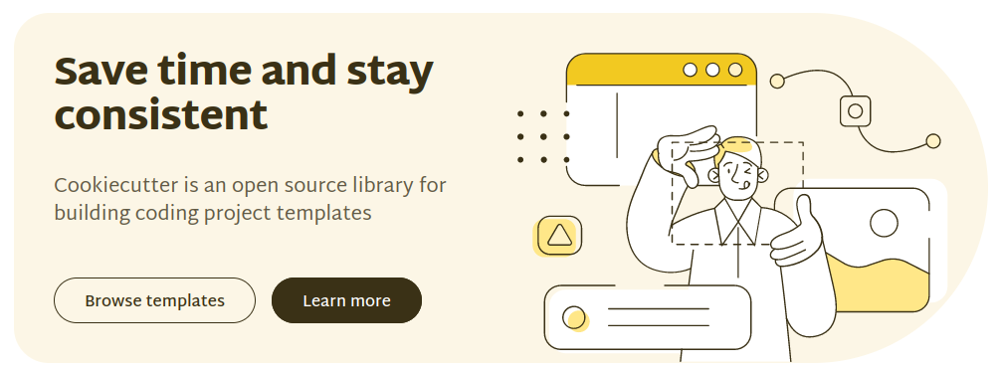 Save time and stay
consistent
Cookiecutter is an open source library for
building coding project templates
Browse templates
Learn more